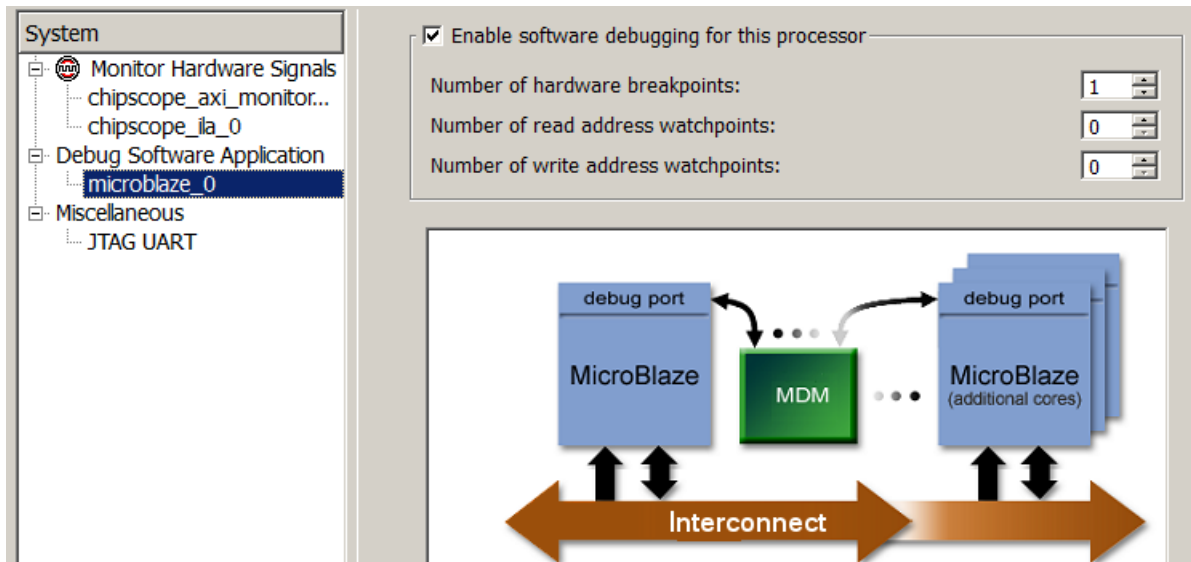 System
Monitor Hardware Signals
chipscope_axi_monitor...
chipscope_ila_0
Debug Software Application
microblaze_0
Miscellaneous
JTAG UART
Enable software debugging for this processor
Number of hardware breakpoints: 1
Number of read address watchpoints: 0
Number of write address watchpoints: 0
debug port
MicroBlaze
MDM
debug port
MicroBlaze
(additional cores)
Interconnect